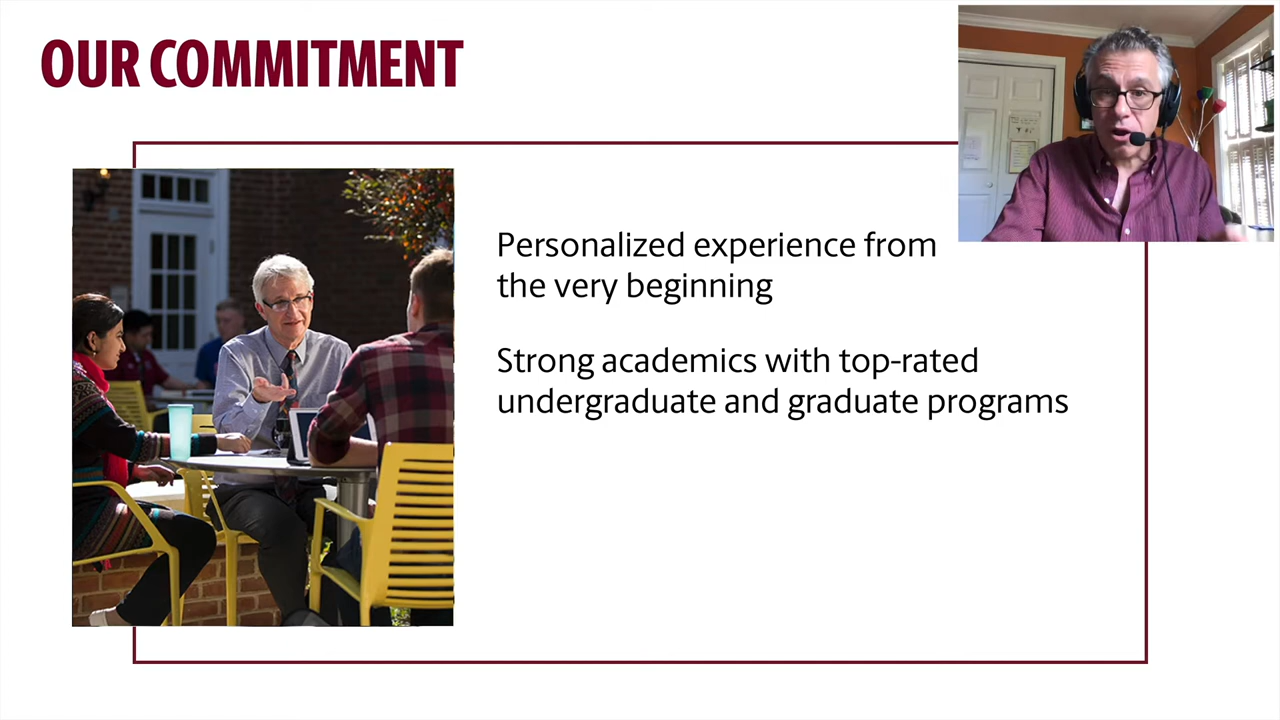 OUR COMMITMENT
Personalized experience from
the very beginning
Strong academics with top-rated
undergraduate and graduate programs